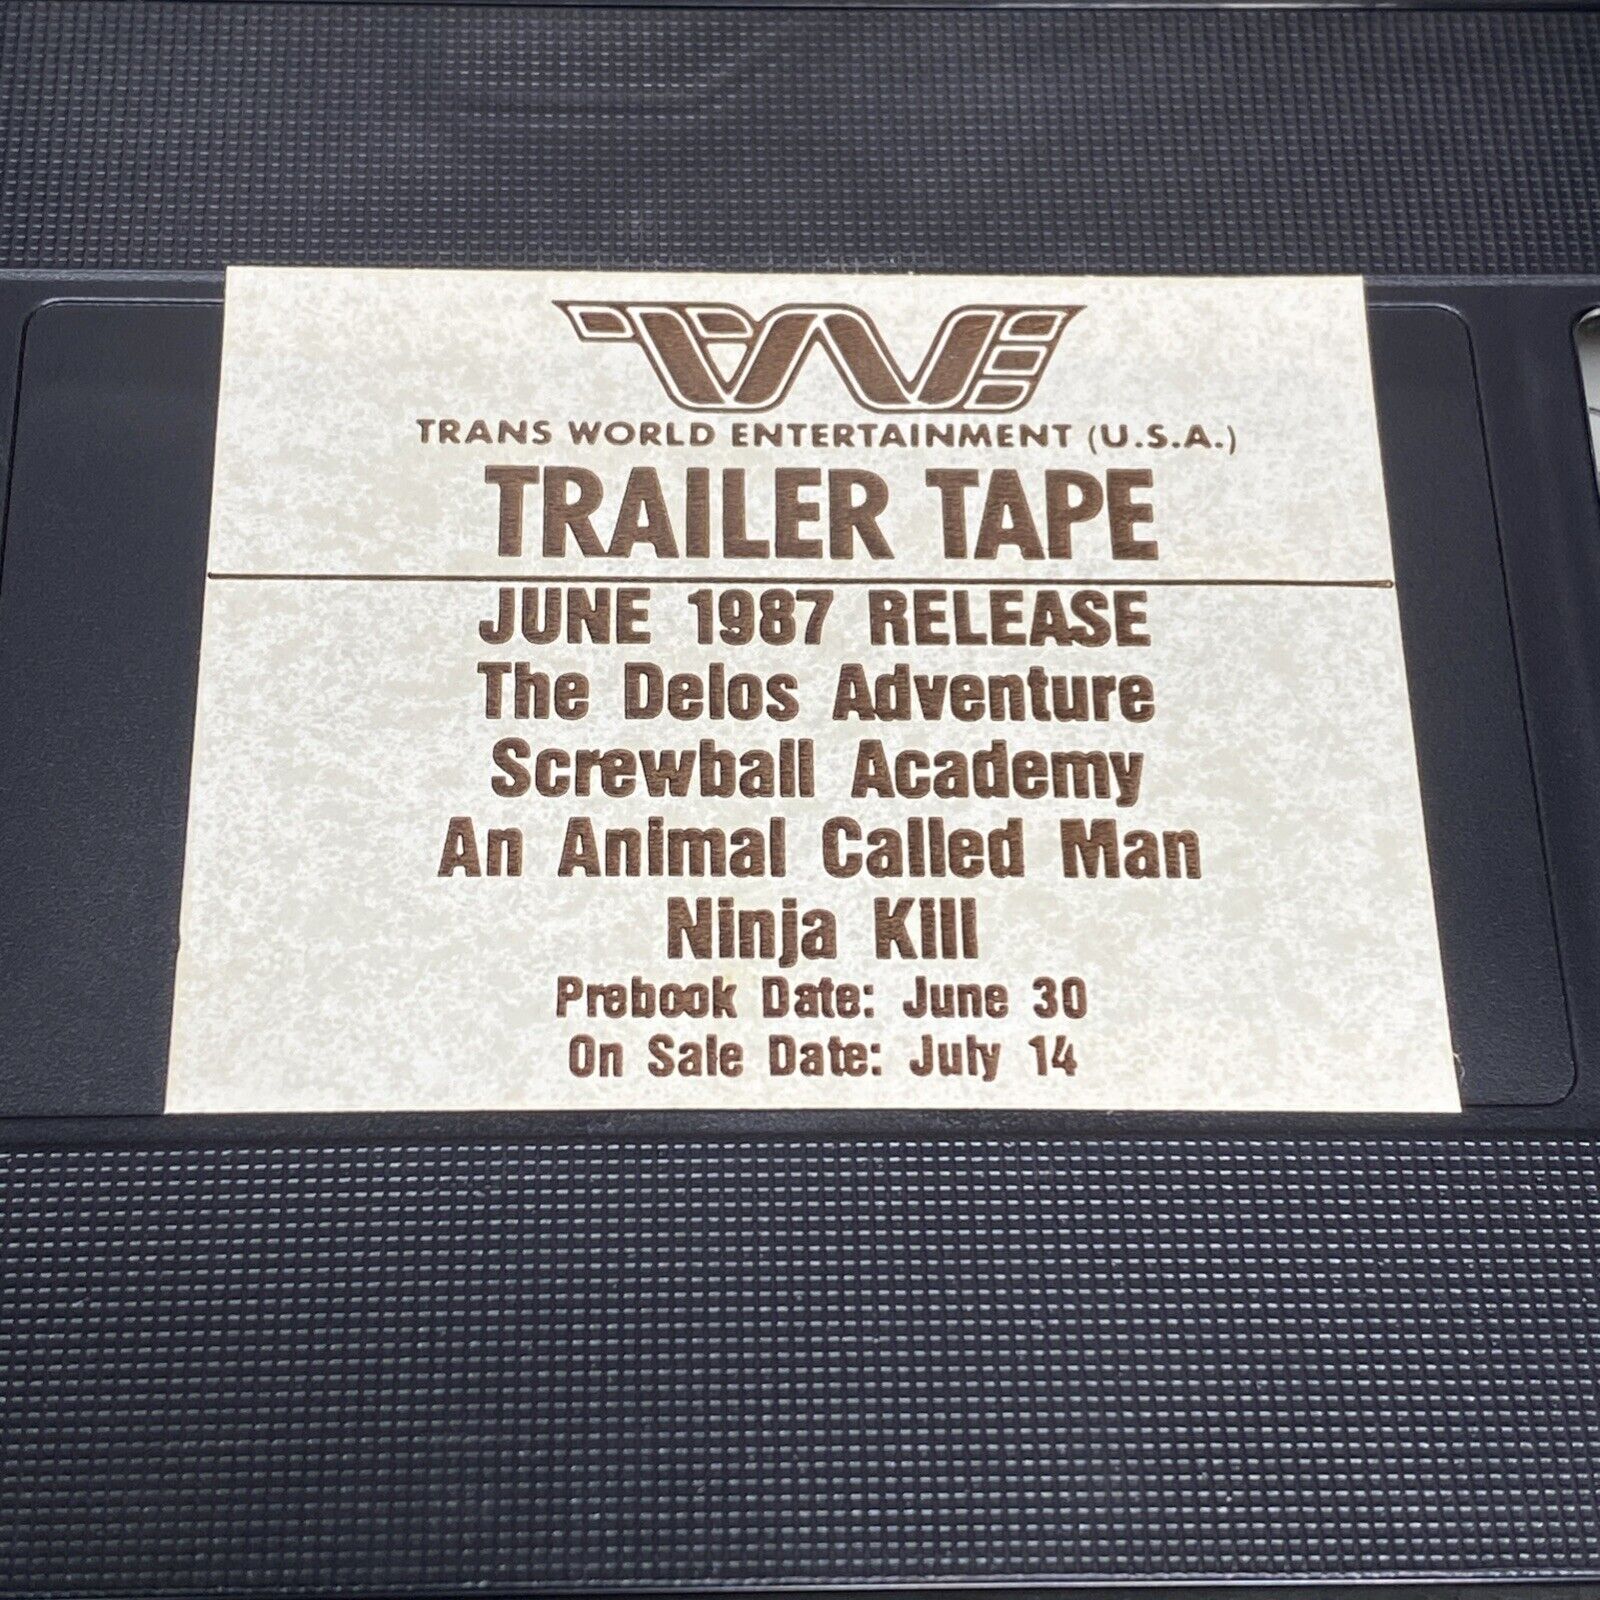 TWE
TRANS WORLD ENTERTAINMENT (U.S.A.)
TRAILER TAPE
JUNE 1987 RELEASE
The Delos Adventure
Screwball Academy
An Animal Called Man
Ninja Kill
Prebook Date: June 30
On Sale Date: July 14